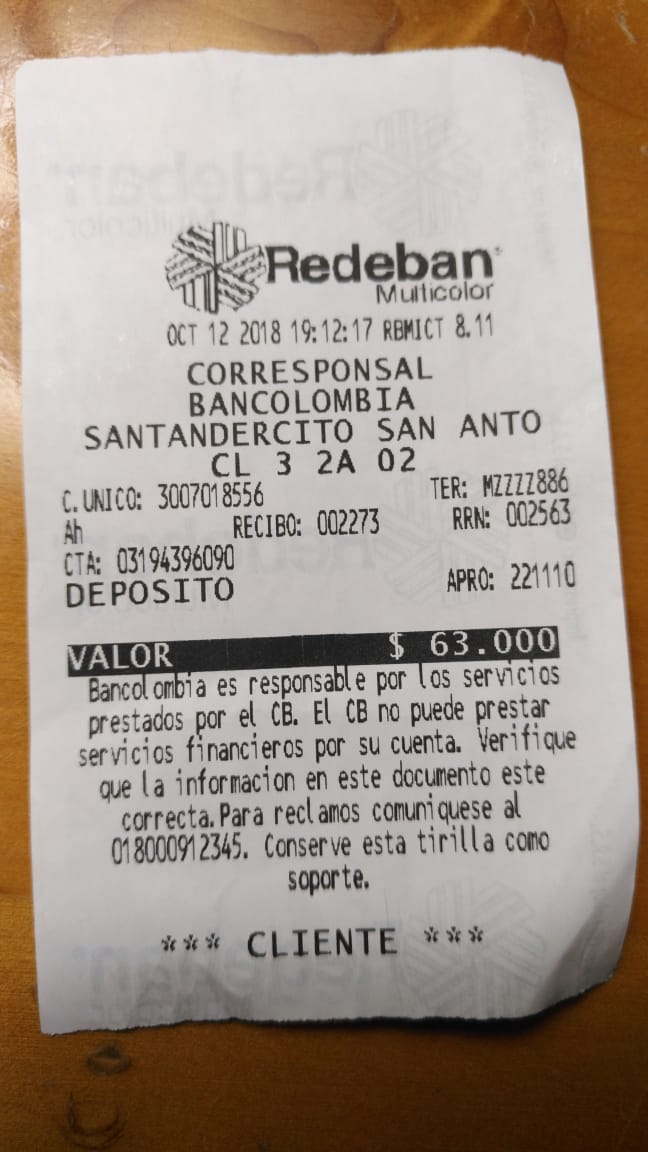 Redeban
Multicolor
OCT 12 2018 19:12:17 RBMICT 8.11
CORRESPONSAL
BANCOLOMBIA
SANTANDERCITO SAN ANTO
CL 3 2A 02
C. UNICO: 3007018556 TER: MZZZZ886
Ah RECIBO: 002273 RRN: 002563
CTA: 03194396090
DEPOSITO APRO: 221110
VALOR $ 63.000
Bancolombia es responsable por los servicios
prestados por el CB. El CB no puede prestar
servicios financieros por su cuenta. Verifique
que la informacion en este documento este
correcta. Para reclamos comuniquese al
018000912345. Conserve esta tirilla como
soporte.
*** CLIENTE ***